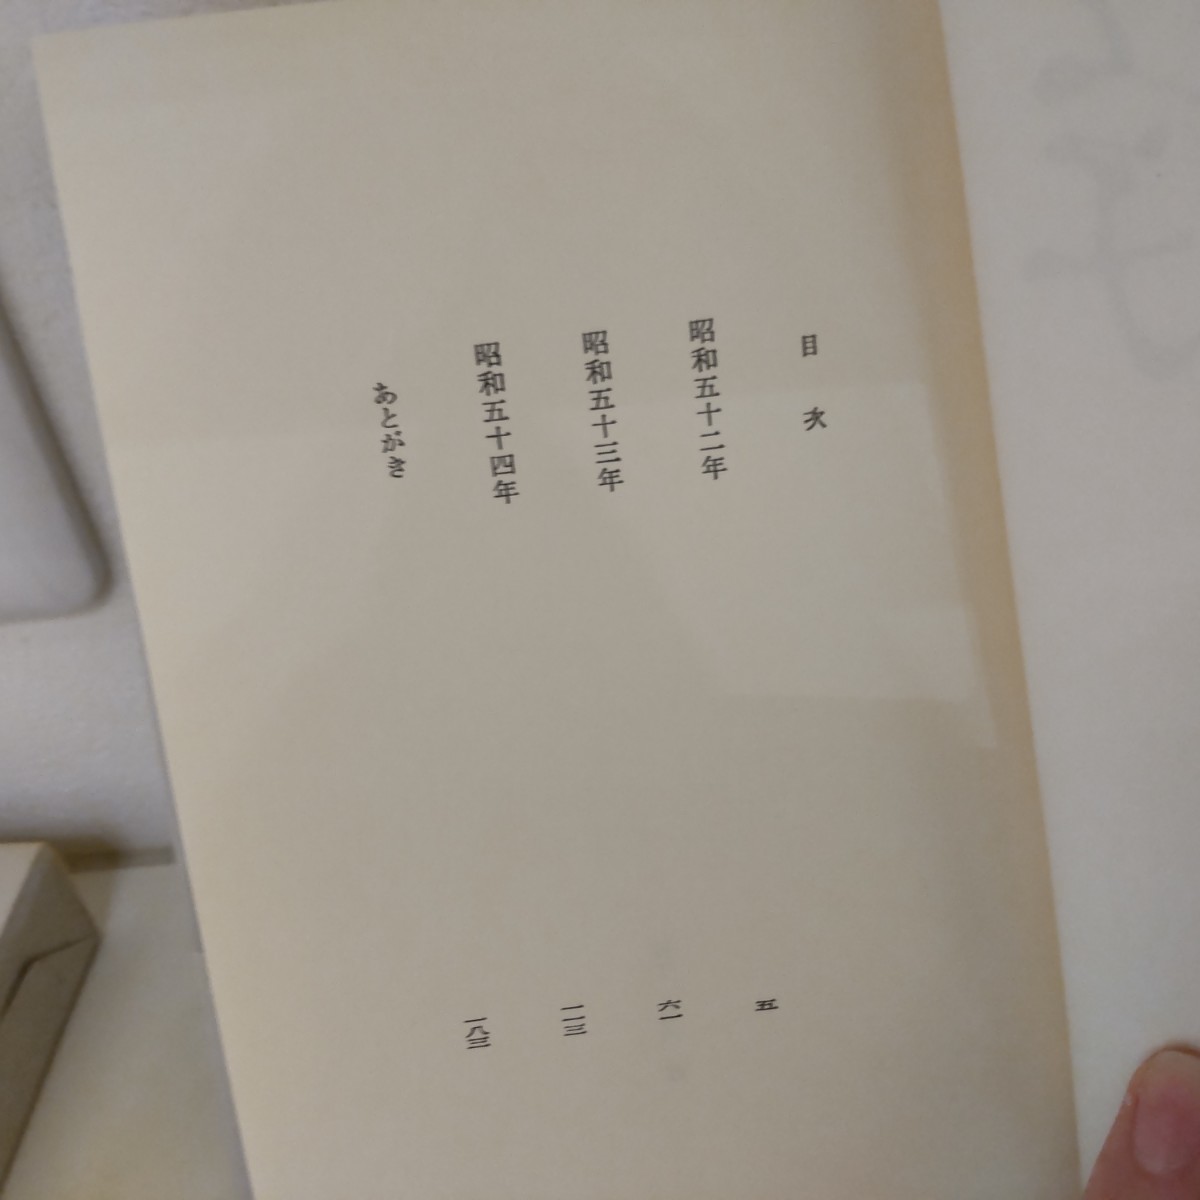 目次
昭和五十二年 五
昭和五十三年 六一
昭和五十四年 一一三
あとがき 一八三